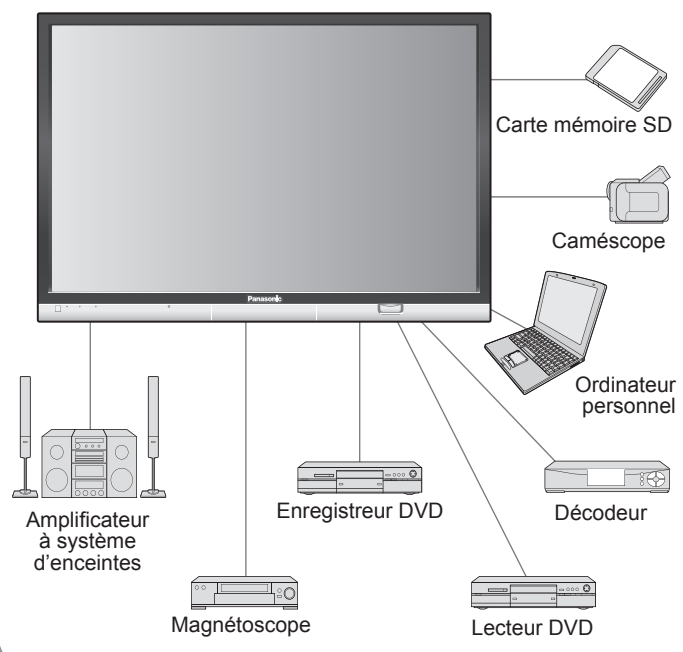 Carte mémoire SD
Caméscope
Panasonic
Ordinateur
personnel
Enregistreur DVD
Décodeur
Amplificateur
à système
d'enceintes
Magnétoscope
Lecteur DVD